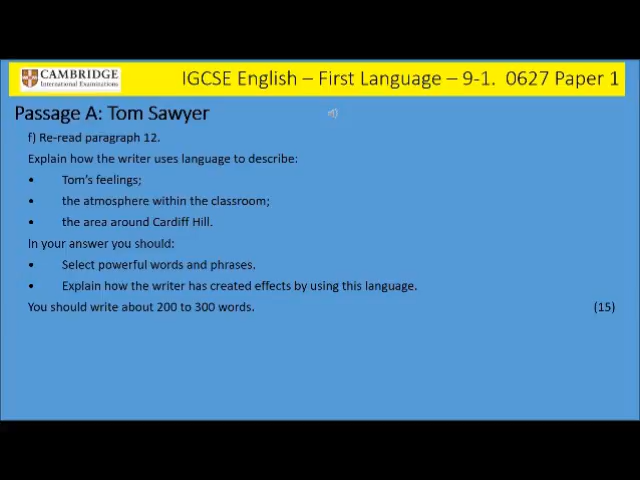 CAMBRIDGE
International Examinations
IGCSE English – First Language – 9-1. 0627 Paper 1
Passage A: Tom Sawyer
f) Re-read paragraph 12.
Explain how the writer uses language to describe:
• Tom's feelings;
• the atmosphere within the classroom;
• the area around Cardiff Hill.
In your answer you should:
• Select powerful words and phrases.
• Explain how the writer has created effects by using this language.
You should write about 200 to 300 words. (15)